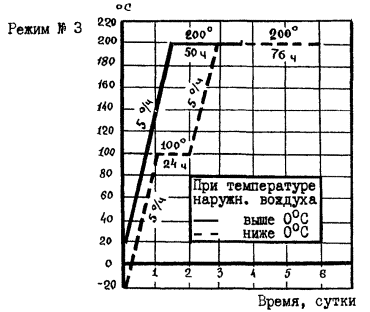 °C
Режим № 3
220
200
180
160
140
120
100
80
60
40
20
0
-20
200°
50 ч
200°
76 ч
5 °/ч
5 °/ч
100°
24 ч
5 °/ч
При температуре
наружн. воздуха
выше 0°C
ниже 0°C
1 2 3 4 5 6
Время, сутки